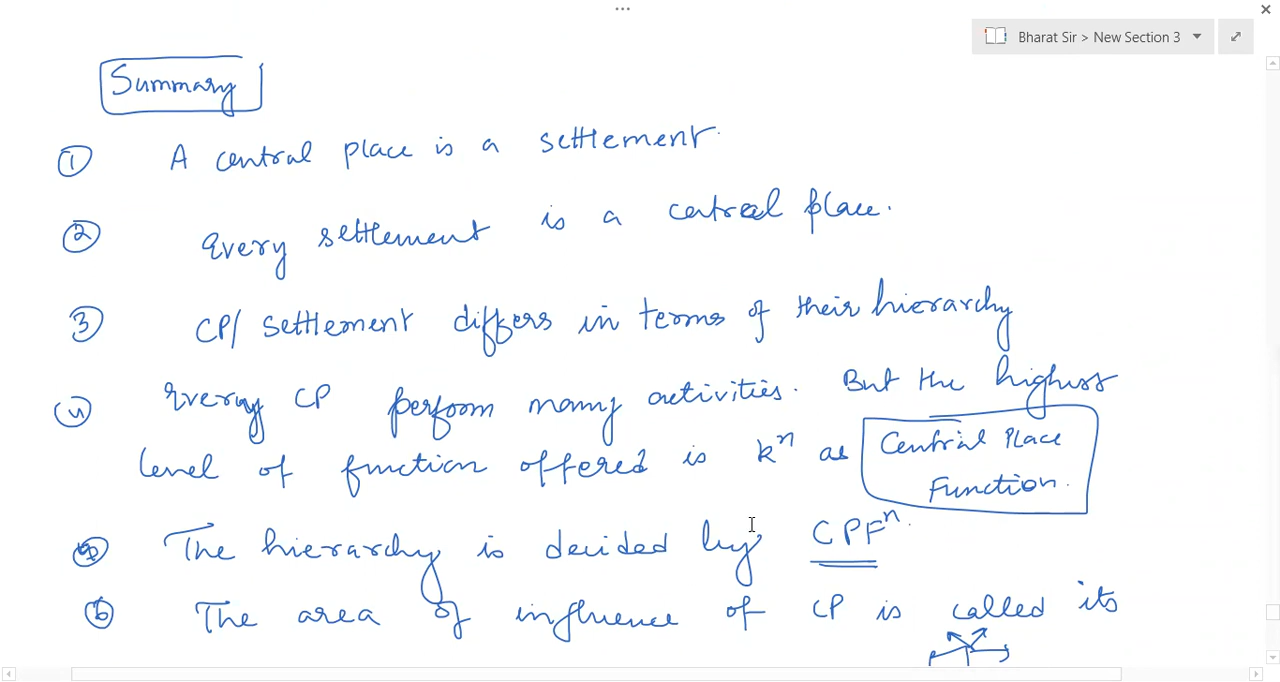 ...
Bharat Sir > New Section 3
Summary
① A central place is a settlement.
② Every settlement is a central place.
③ CP/ settlement differs in terms of their hierarchy
④ Every CP perform many activities. But the highest
level of function offered is kⁿ as Central Place
Function.
⑤ The hierarchy is decided by CPFⁿ.
⑥ The area of influence of CP is called its